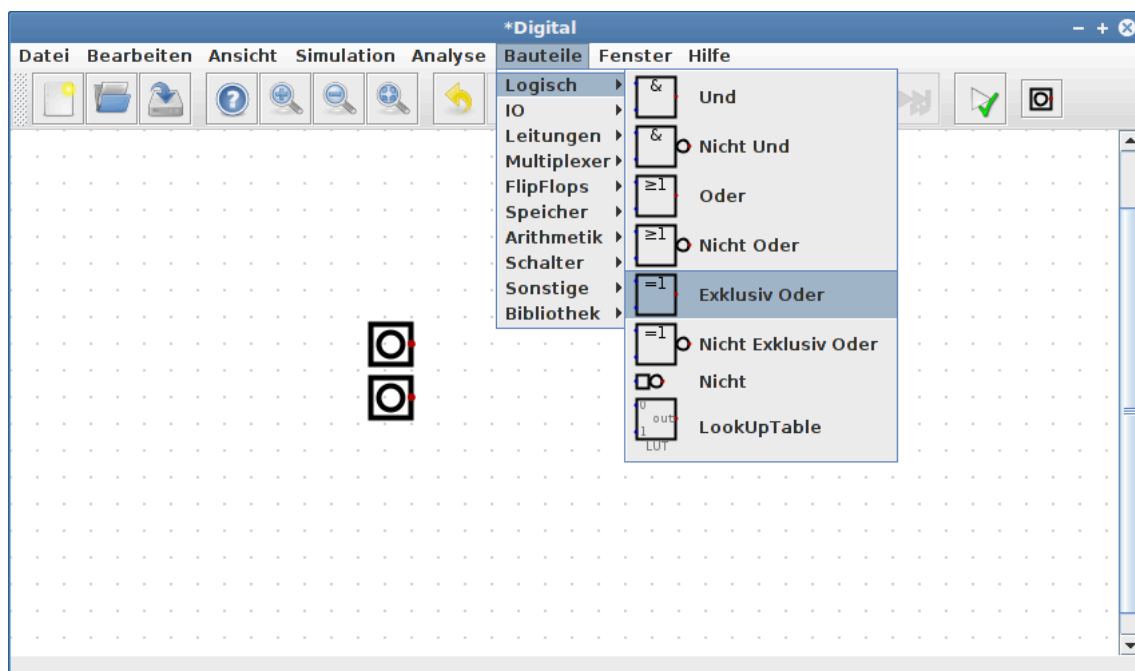 *Digital
Datei Bearbeiten Ansicht Simulation Analyse Bauteile Fenster Hilfe
Logisch
IO
Leitungen
Multiplexer
FlipFlops
Speicher
Arithmetik
Schalter
Sonstige
Bibliothek
& Und
& Nicht Und
≥1 Oder
≥1 Nicht Oder
=1 Exklusiv Oder
=1 Nicht Exklusiv Oder
Nicht
0
out LookUpTable
1
LUT